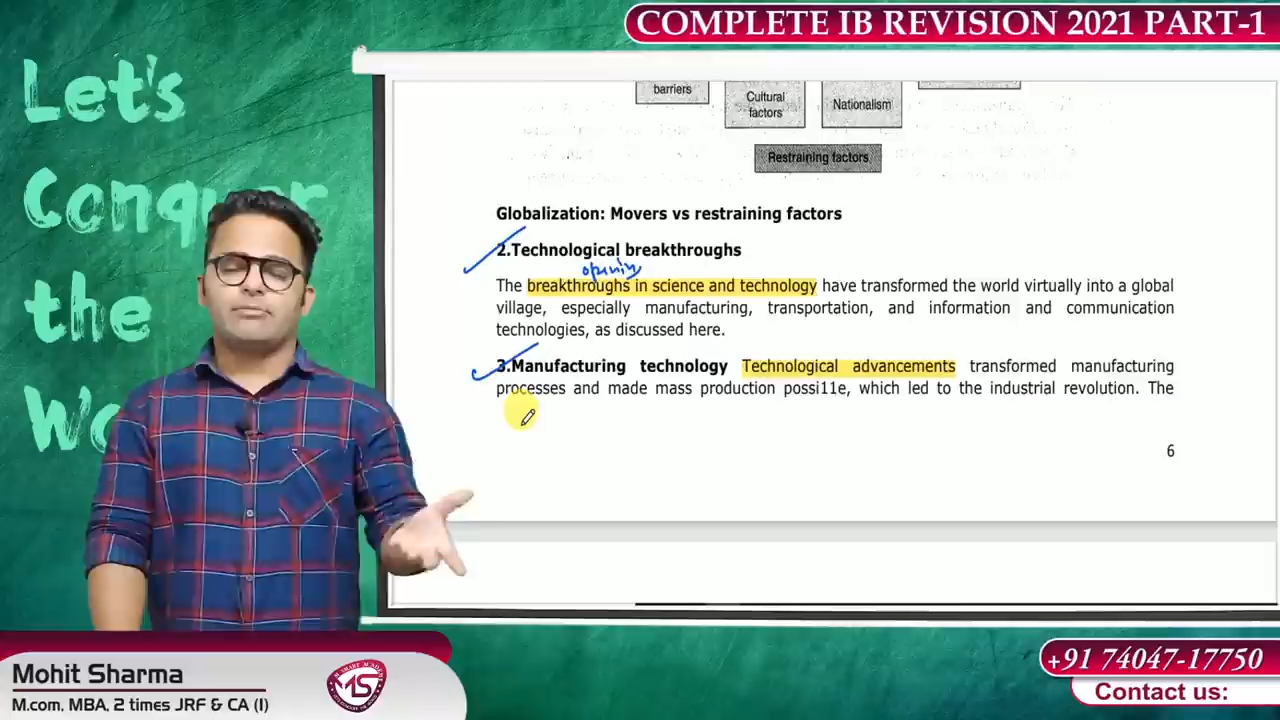 COMPLETE IB REVISION 2021 PART-1
Let's
Conquer
the
Wo
barriers
Cultural
factors
Nationalism
Restraining factors
Globalization: Movers vs restraining factors
2.Technological breakthroughs
opening
The breakthroughs in science and technology have transformed the world virtually into a global
village, especially manufacturing, transportation, and information and communication
technologies, as discussed here.
3.Manufacturing technology Technological advancements transformed manufacturing
processes and made mass production possi11e, which led to the industrial revolution. The
6
Mohit Sharma
M.com, MBA, 2 times JRF & CA (I)
MS
+91 74047-17750
Contact us: